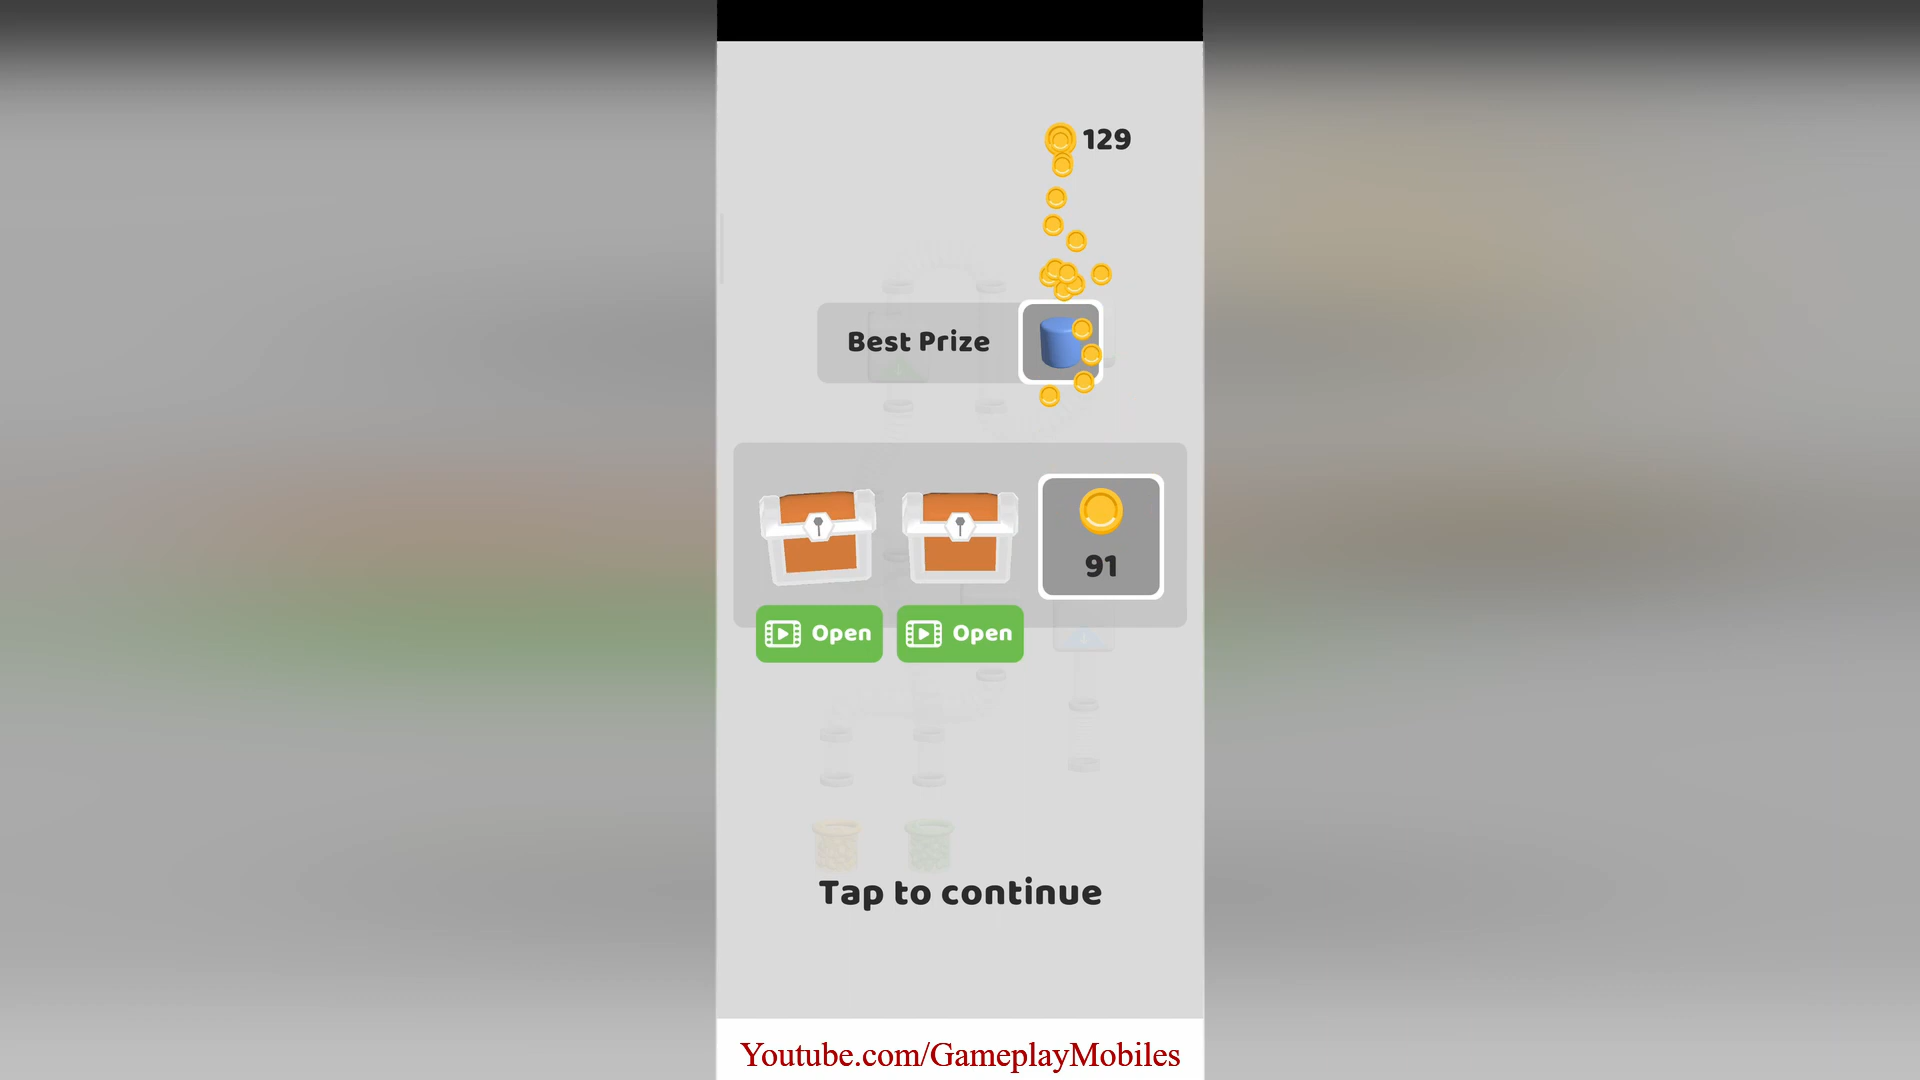 129
Best Prize
91
Open Open
Tap to continue
Youtube.com/GameplayMobiles